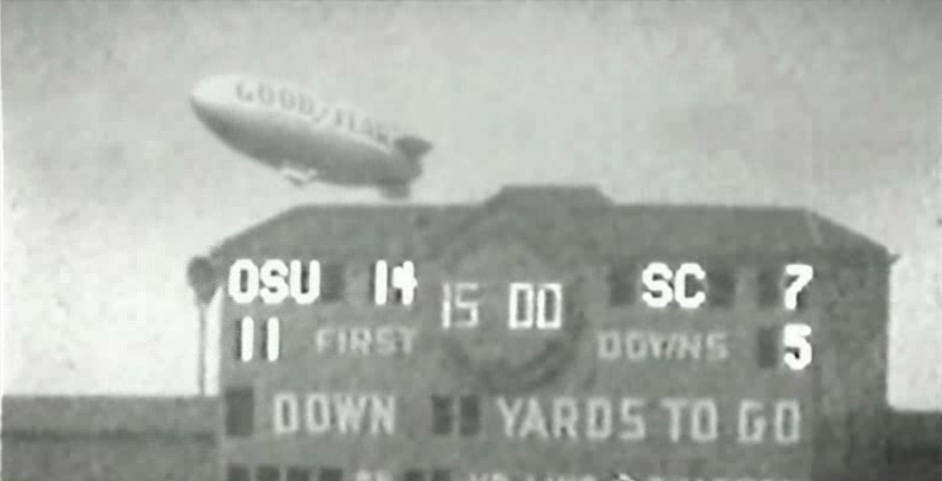 GOODYEAR
OSU 14 15 00 SC 7
11 FIRST DOWNS 5
DOWN YARDS TO GO